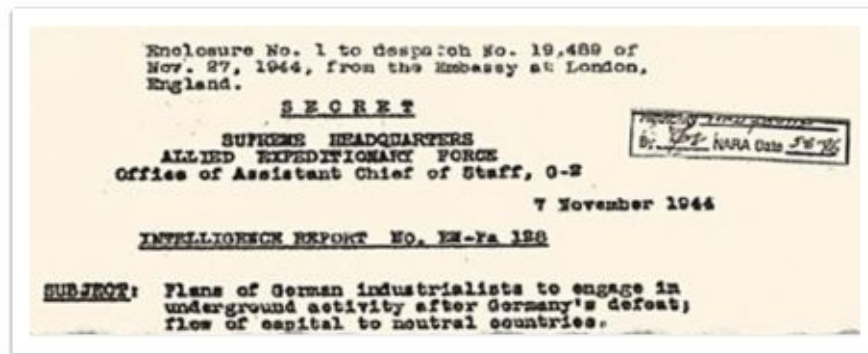 Enclosure No. 1 to despatch No. 19,489 of
Nov. 27, 1944, from the Embassy at London,
England.
SECRET
SUPREME HEADQUARTERS
ALLIED EXPEDITIONARY FORCE
Office of Assistant Chief of Staff, G-2
By NARA Date
7 November 1944
INTELLIGENCE REPORT NO. EW-Pa 128
SUBJECT: Plans of German industrialists to engage in
underground activity after Germany's defeat;
flow of capital to neutral countries.